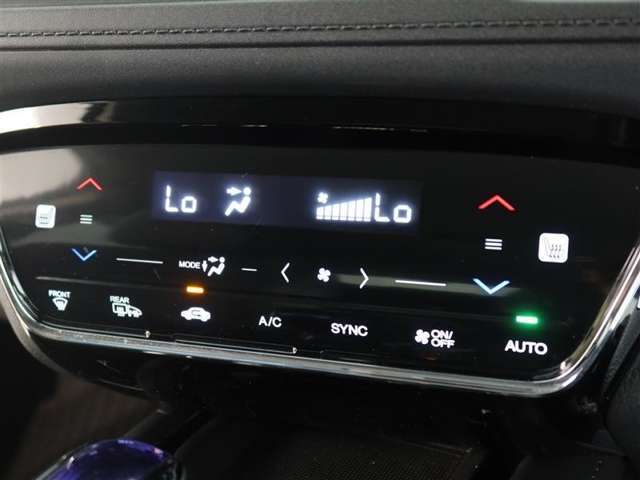 Lo Lo
MODE
FRONT REAR A/C SYNC ON/OFF AUTO